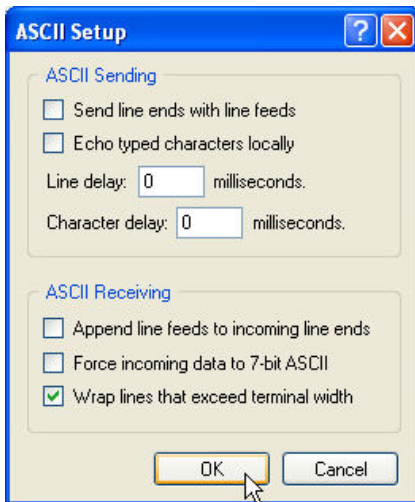 ASCII Setup
ASCII Sending
Send line ends with line feeds
Echo typed characters locally
Line delay: 0 milliseconds.
Character delay: 0 milliseconds.
ASCII Receiving
Append line feeds to incoming line ends
Force incoming data to 7-bit ASCII
Wrap lines that exceed terminal width
OK Cancel